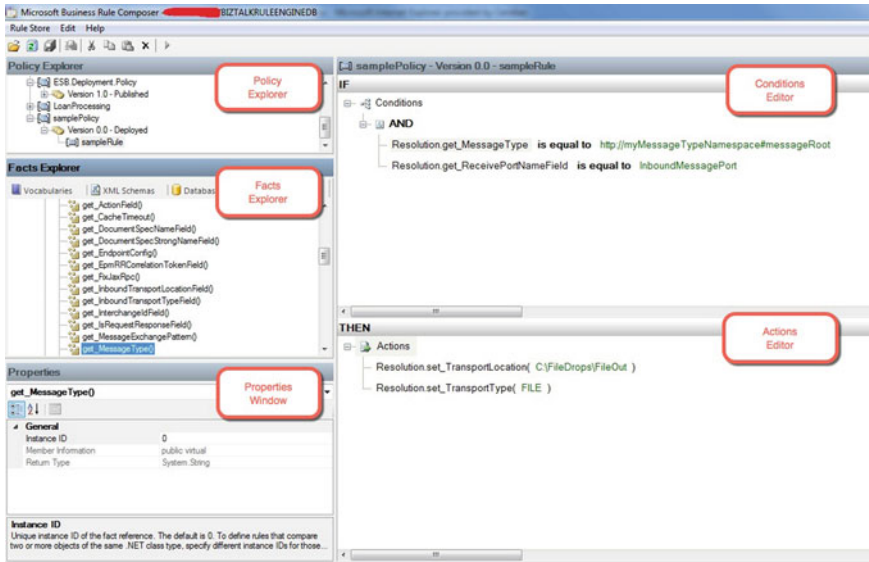 Microsoft Business Rule Composer - /BIZTALKRULEENGINEDB
Rule Store Edit Help
Policy Explorer
ESB.Deployment.Policy
Version 1.0 - Published
LoanProcessing
samplePolicy
Version 0.0 - Deployed
sampleRule
Policy
Explorer
Facts Explorer
Vocabularies XML Schemas Databas
Facts
Explorer
get_ActionField()
get_CacheTimeout()
get_DocumentSpecNameField()
get_DocumentSpecStrongNameField()
get_EndpointConfig()
get_EpmRRCorrelationTokenField()
get_FixJaxRpc()
get_InboundTransportLocationField()
get_InboundTransportTypeField()
get_InterchangeIdField()
get_IsRequestResponseField()
get_MessageExchangePattern()
get_MessageType()
Properties
get_MessageType()
Properties
Window
General
Instance ID 0
Member Information public virtual
Return Type System.String
Instance ID
Unique instance ID of the fact reference. The default is 0. To define rules that compare
two or more objects of the same .NET class type, specify different instance IDs for those...
samplePolicy - Version 0.0 - sampleRule
IF
Conditions
Editor
Conditions
AND
Resolution.get_MessageType is equal to http://myMessageTypeNamespace#messageRoot
Resolution.get_ReceivePortNameField is equal to InboundMessagePort
THEN
Actions
Editor
Actions
Resolution.set_TransportLocation( C:\FileDrops\FileOut )
Resolution.set_TransportType( FILE )